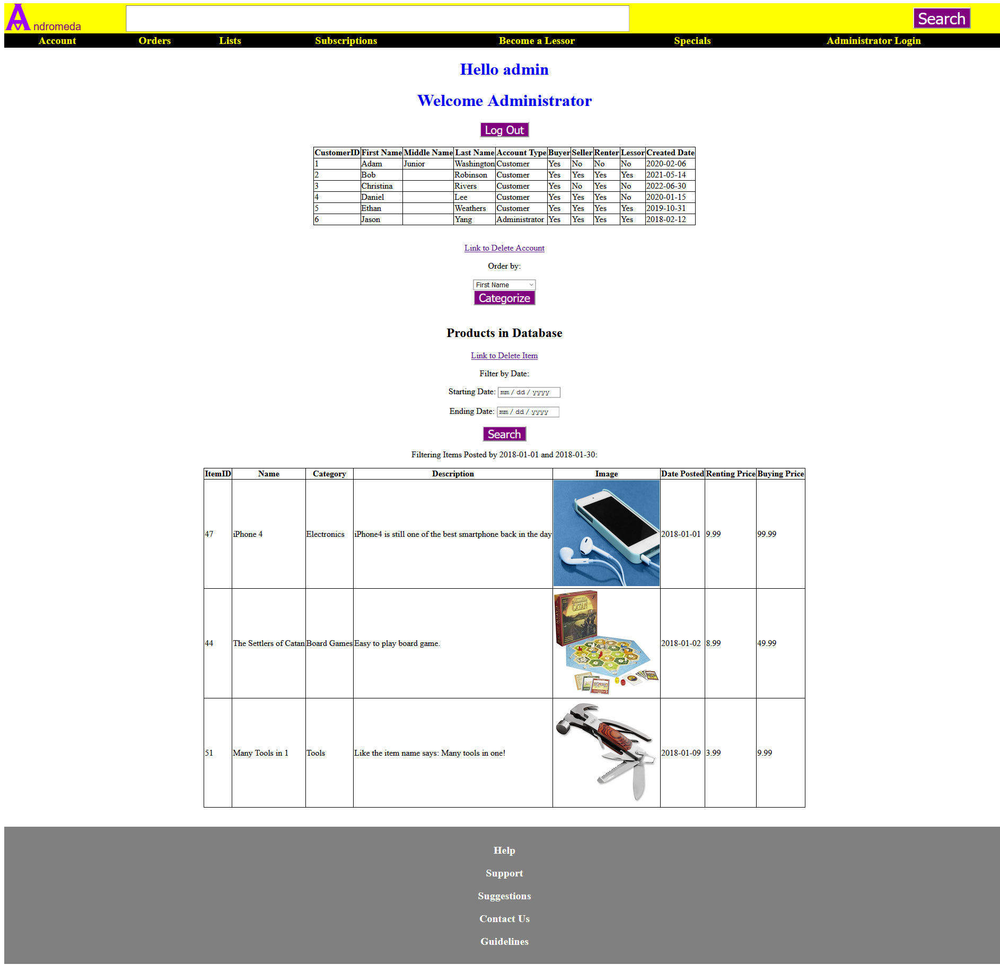 Andromeda
Search
Account Orders Lists Subscriptions Become a Lessor Specials Administrator Login
Hello admin
Welcome Administrator
Log Out
CustomerID First Name Middle Name Last Name Account Type Buyer Seller Renter Lessor Created Date
1 Adam Junior Washington Customer Yes No No No 2020-02-06
2 Bob Robinson Customer Yes Yes Yes Yes 2021-05-14
3 Christina Rivers Customer Yes No Yes No 2022-06-30
4 Daniel Lee Customer Yes Yes Yes No 2020-01-15
5 Ethan Weathers Customer Yes Yes Yes Yes 2019-10-31
6 Jason Yang Administrator Yes Yes Yes Yes 2018-02-12
Link to Delete Account
Order by:
First Name
Categorize
Products in Database
Link to Delete Item
Filter by Date:
Starting Date: mm / dd / yyyy
Ending Date: mm / dd / yyyy
Search
Filtering Items Posted by 2018-01-01 and 2018-01-30:
ItemID Name Category Description Image Date Posted Renting Price Buying Price
47 iPhone 4 Electronics iPhone4 is still one of the best smartphone back in the day 2018-01-01 9.99 99.99
CATAN
44 The Settlers of Catan Board Games Easy to play board game. 2018-01-02 8.99 49.99
51 Many Tools in 1 Tools Like the item name says: Many tools in one! 2018-01-09 3.99 9.99
Help
Support
Suggestions
Contact Us
Guidelines